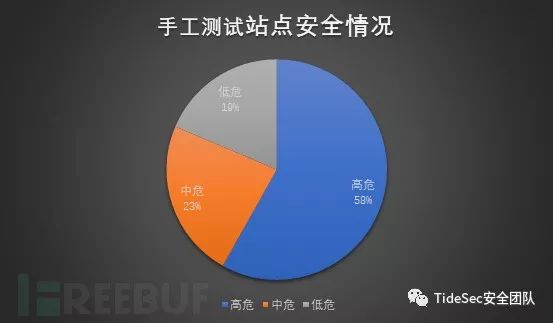 手工测试站点安全情况
低危
19%
中危
23%
高危
58%
高危 中危 低危
REEBUF
TideSec安全团队